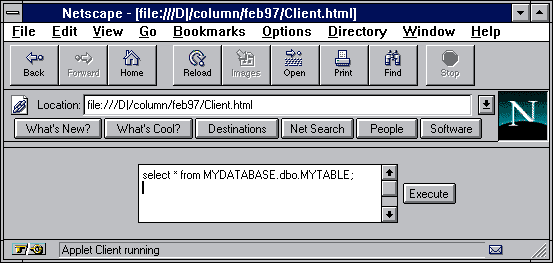 Netscape - [file:///D|/column/feb97/Client.html]
File Edit View Go Bookmarks Options Directory Window Help
Back Forward Home Reload Images Open Print Find Stop
Location: file:///D|/column/feb97/Client.html
N
What's New? What's Cool? Destinations Net Search People Software
select * from MYDATABASE.dbo.MYTABLE;
Execute
Applet Client running